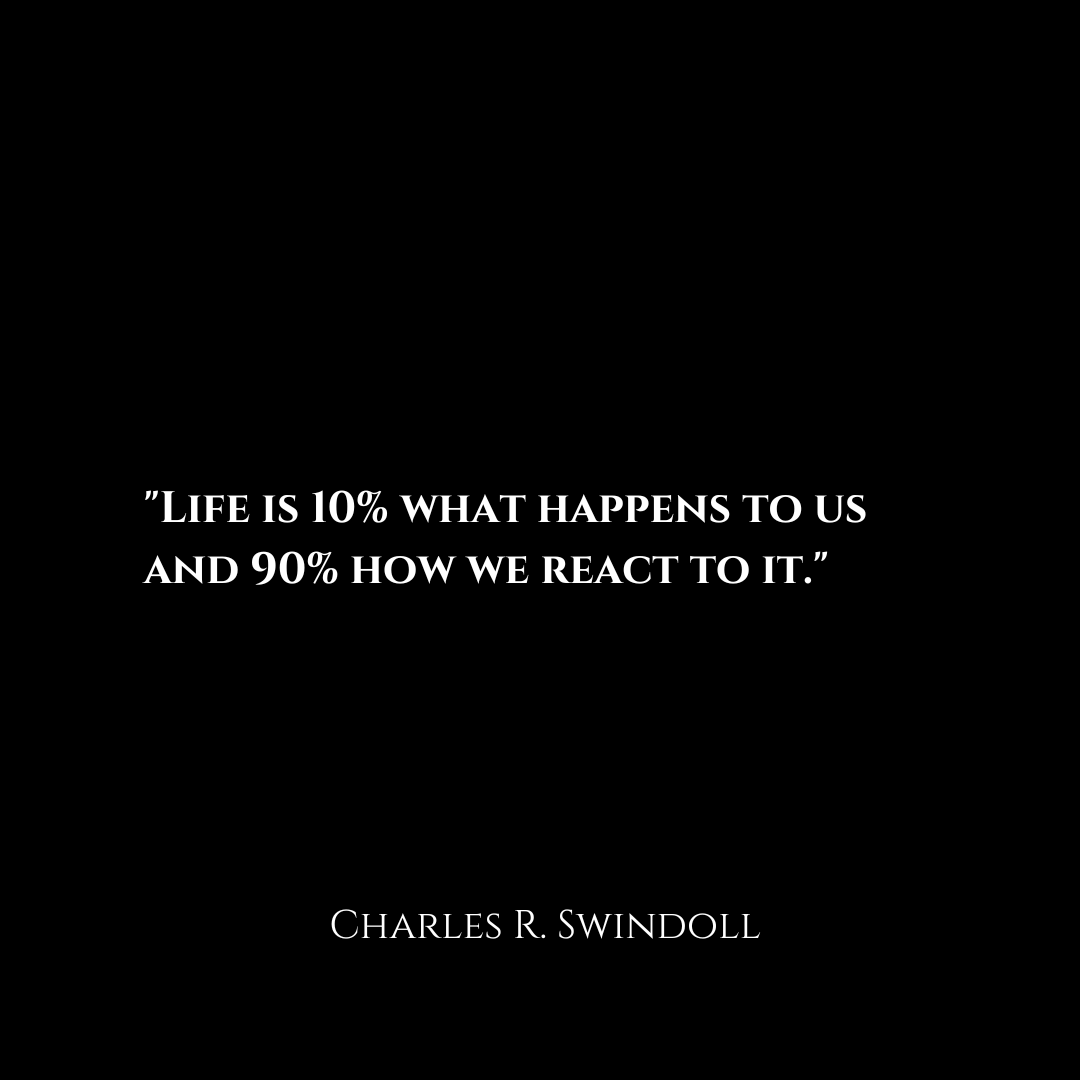 "Life is 10% what happens to us
and 90% how we react to it."
Charles R. Swindoll